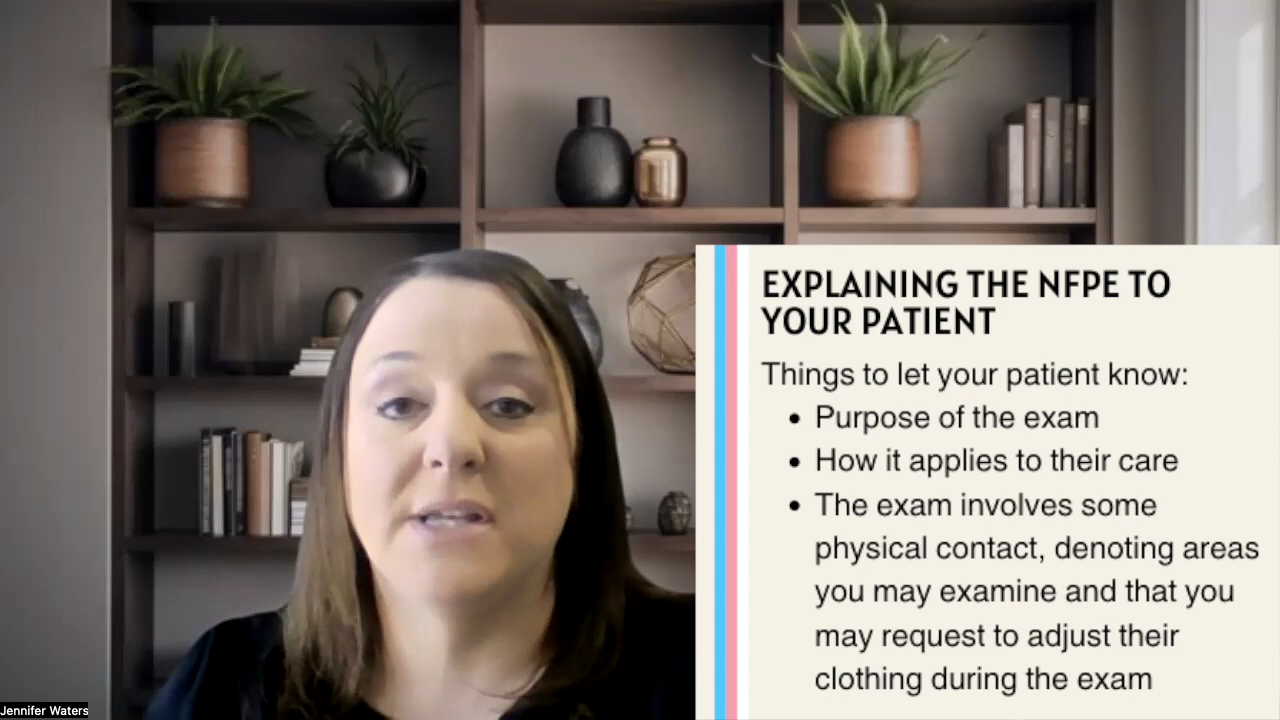 EXPLAINING THE NFPE TO
YOUR PATIENT
Things to let your patient know:
• Purpose of the exam
• How it applies to their care
• The exam involves some
physical contact, denoting areas
you may examine and that you
may request to adjust their
clothing during the exam
Jennifer Waters